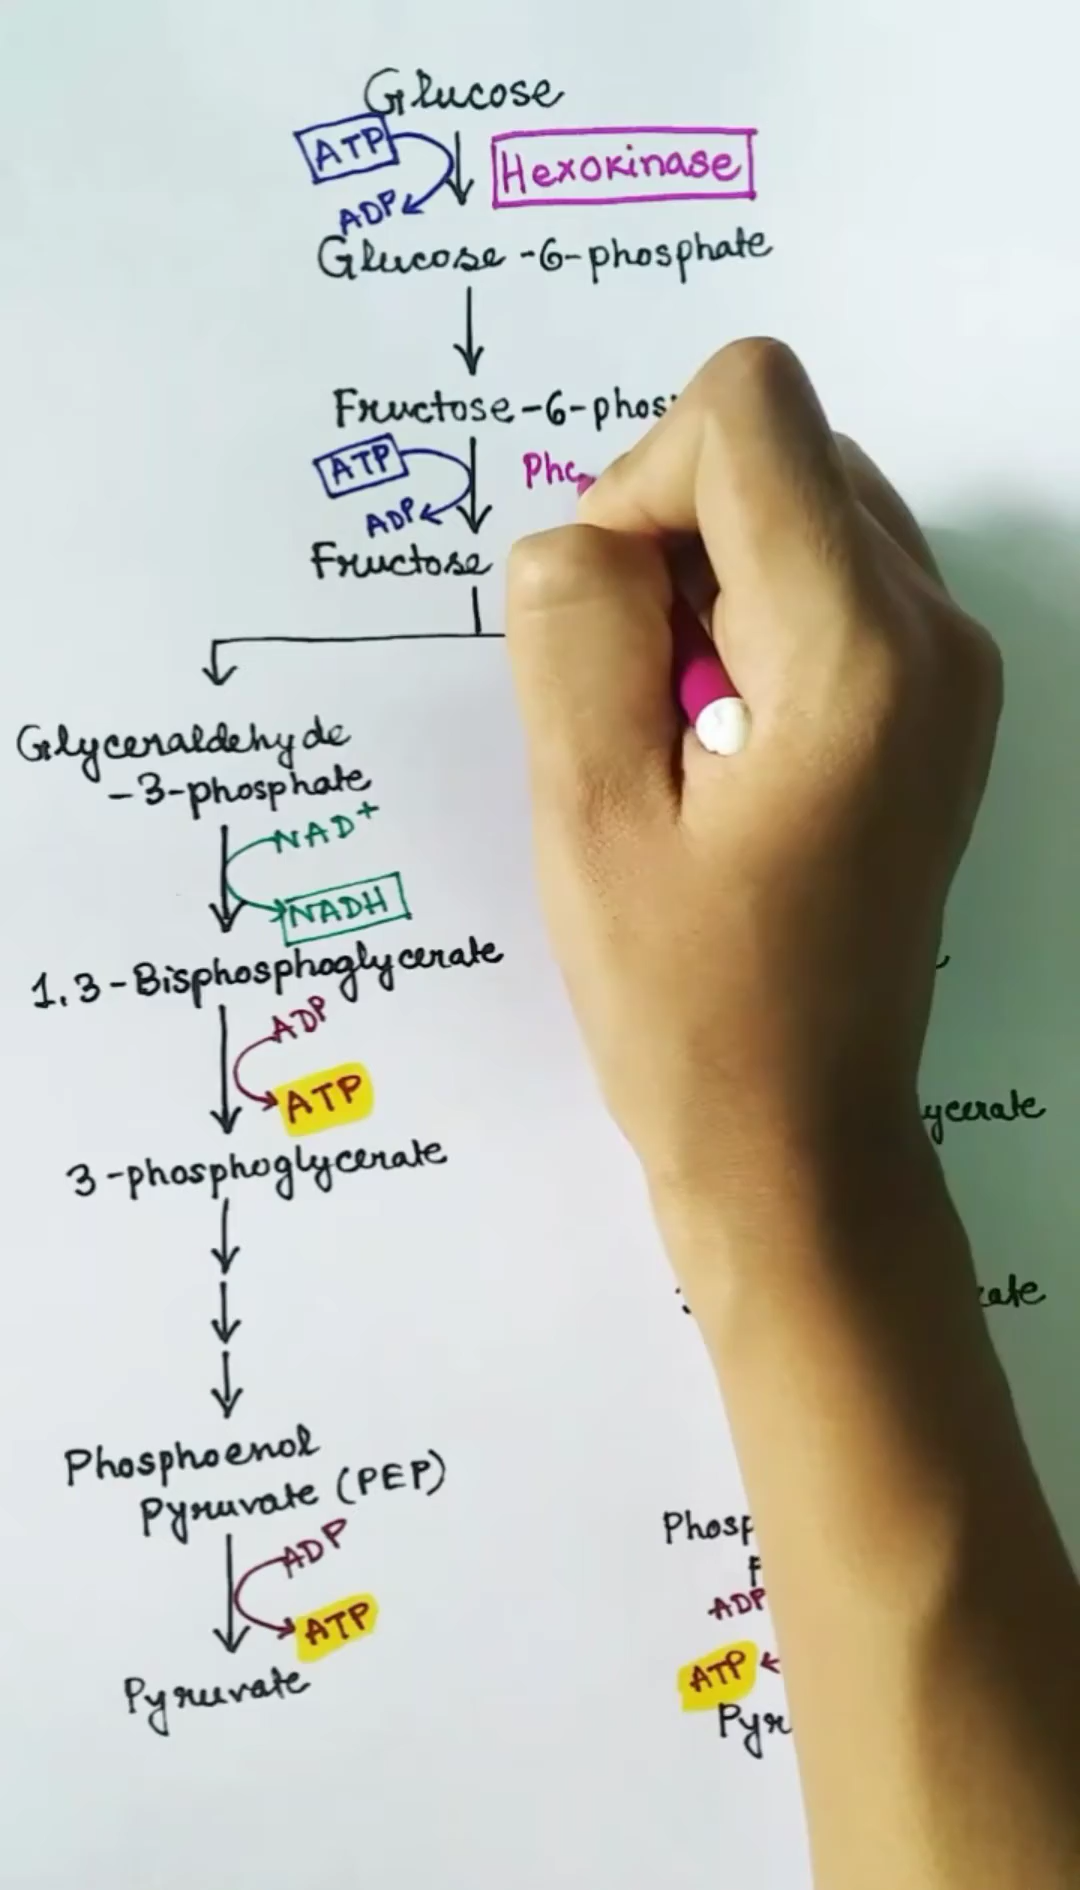 Glucose
ATP
Hexokinase
ADP
Glucose-6-phosphate
Fructose-6-phos
ATP
Pho
ADP
Fructose
Glyceraldehyde
-3-phosphate
NAD+
NADH
1,3-Bisphosphoglycerate
ADP
ATP
ycerate
3-phosphoglycerate
ate
Phosphoenol
Pyruvate (PEP)
Phosp
ADP
ADP
ATP
ATP
Pyruvate
Pyr